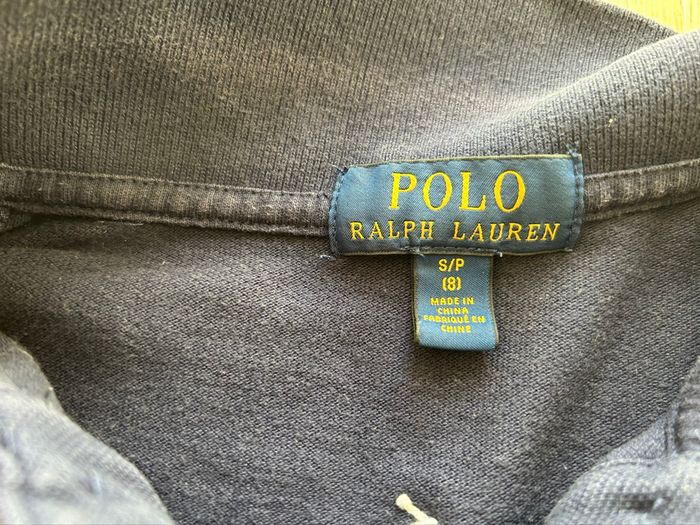 POLO
RALPH LAUREN
S/P
(8)
MADE IN
CHINA
FABRIQUÉ EN
CHINE